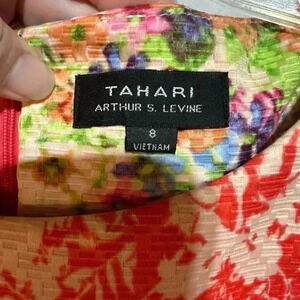 TAHARI
ARTHUR S. LEVINE
8
VIETNAM